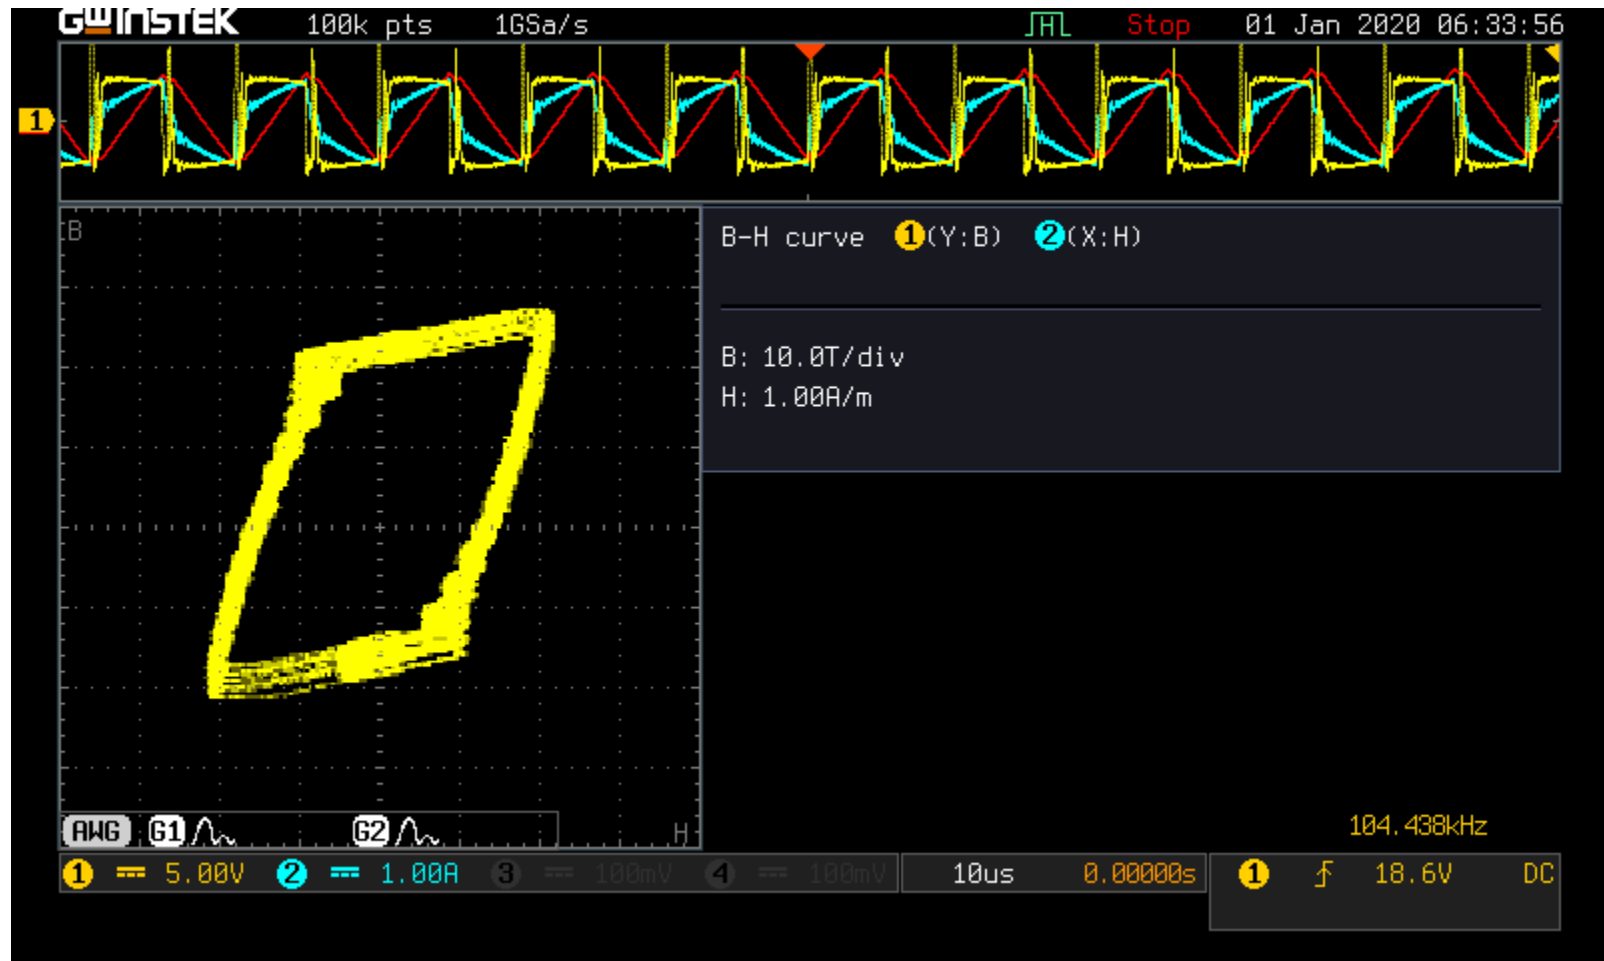 GWINSTEK 100k pts 1GSa/s H Stop 01 Jan 2020 06:33:56
1
B
B-H curve 1(Y:B) 2(X:H)
B: 10.0T/div
H: 1.00A/m
AWG G1 G2 H
104.438kHz
1 5.00V 2 1.00A 3 100mV 4 100mV 10us 0.00000s 1 18.6V DC